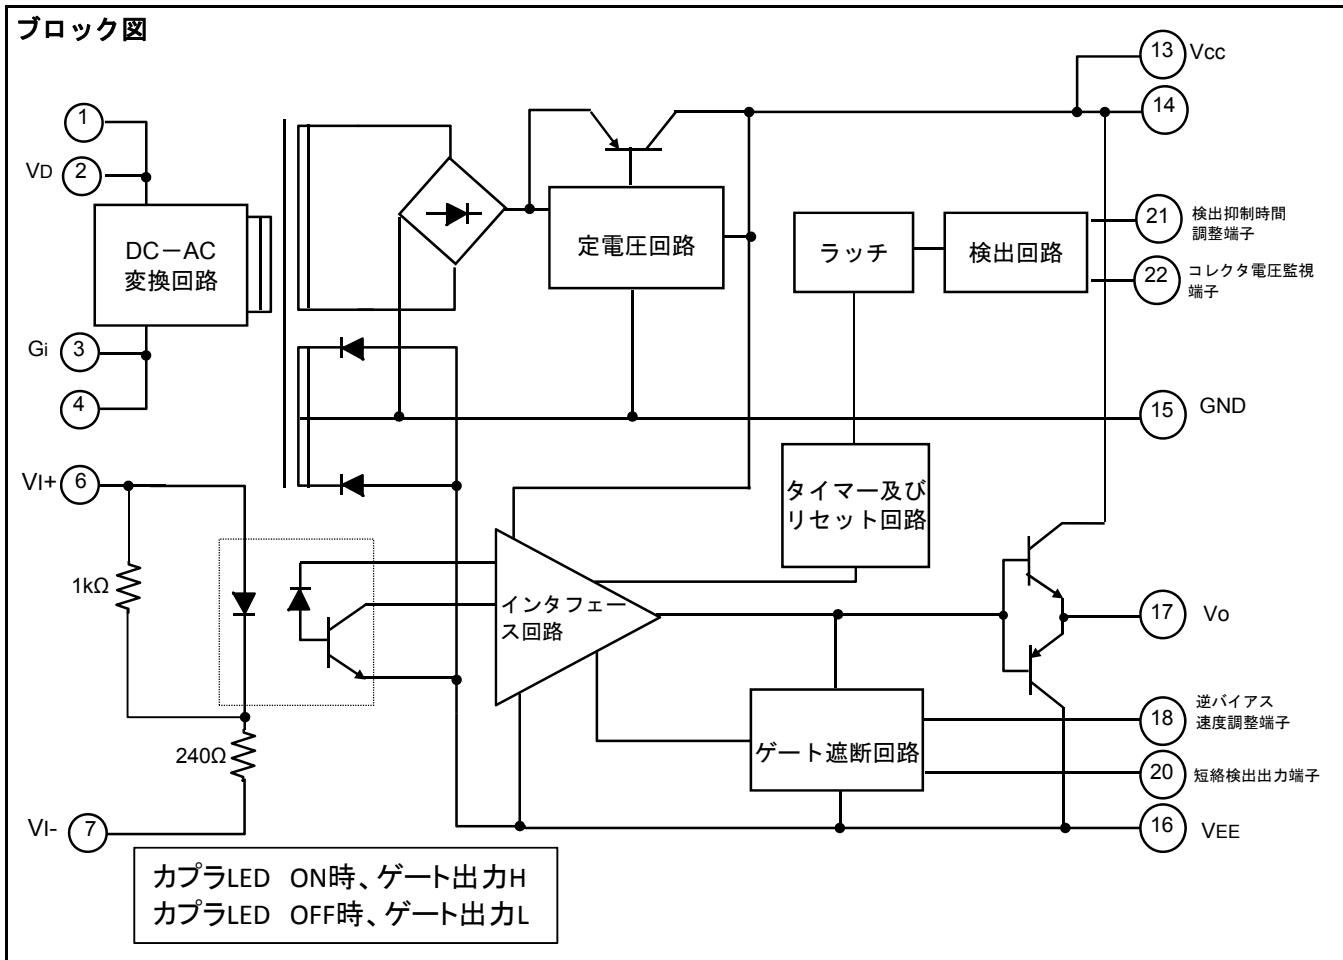 ブロック図
13 Vcc
14
1
VD 2
DC－AC
変換回路
Gi 3
4
定電圧回路
ラッチ
検出回路
21 検出抑制時間
調整端子
22 コレクタ電圧監視
端子
15 GND
VI+ 6
タイマー及び
リセット回路
1kΩ
インタフェー
ス回路
17 Vo
240Ω
ゲート遮断回路
18 逆バイアス
速度調整端子
20 短絡検出出力端子
VI- 7
16 VEE
カプラLED ON時、ゲート出力H
カプラLED OFF時、ゲート出力L